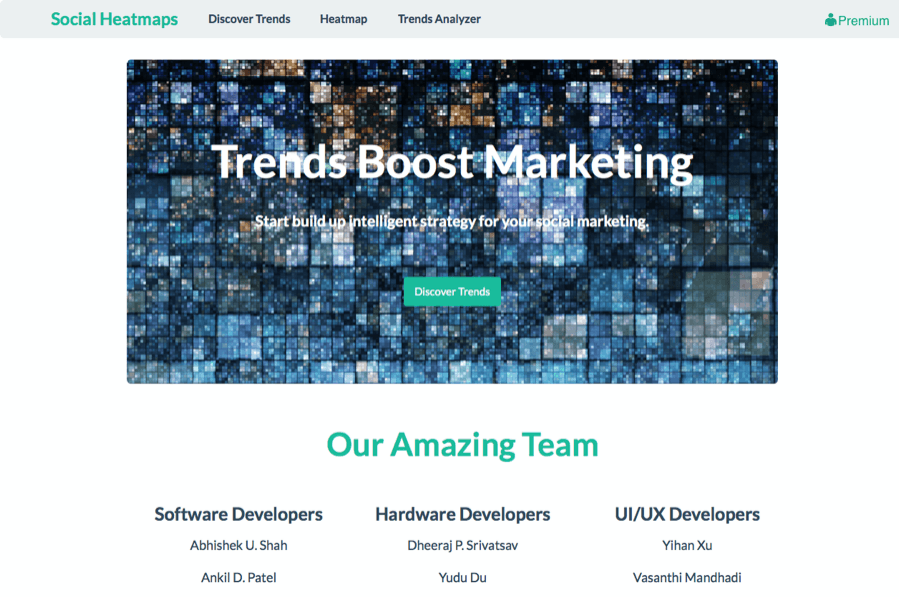 Social Heatmaps Discover Trends Heatmap Trends Analyzer Premium
Trends Boost Marketing
Start build up intelligent strategy for your social marketing.
Discover Trends
Our Amazing Team
Software Developers Hardware Developers UI/UX Developers
Abhishek U. Shah Dheeraj P. Srivatsav Yihan Xu
Ankil D. Patel Yudu Du Vasanthi Mandhadi